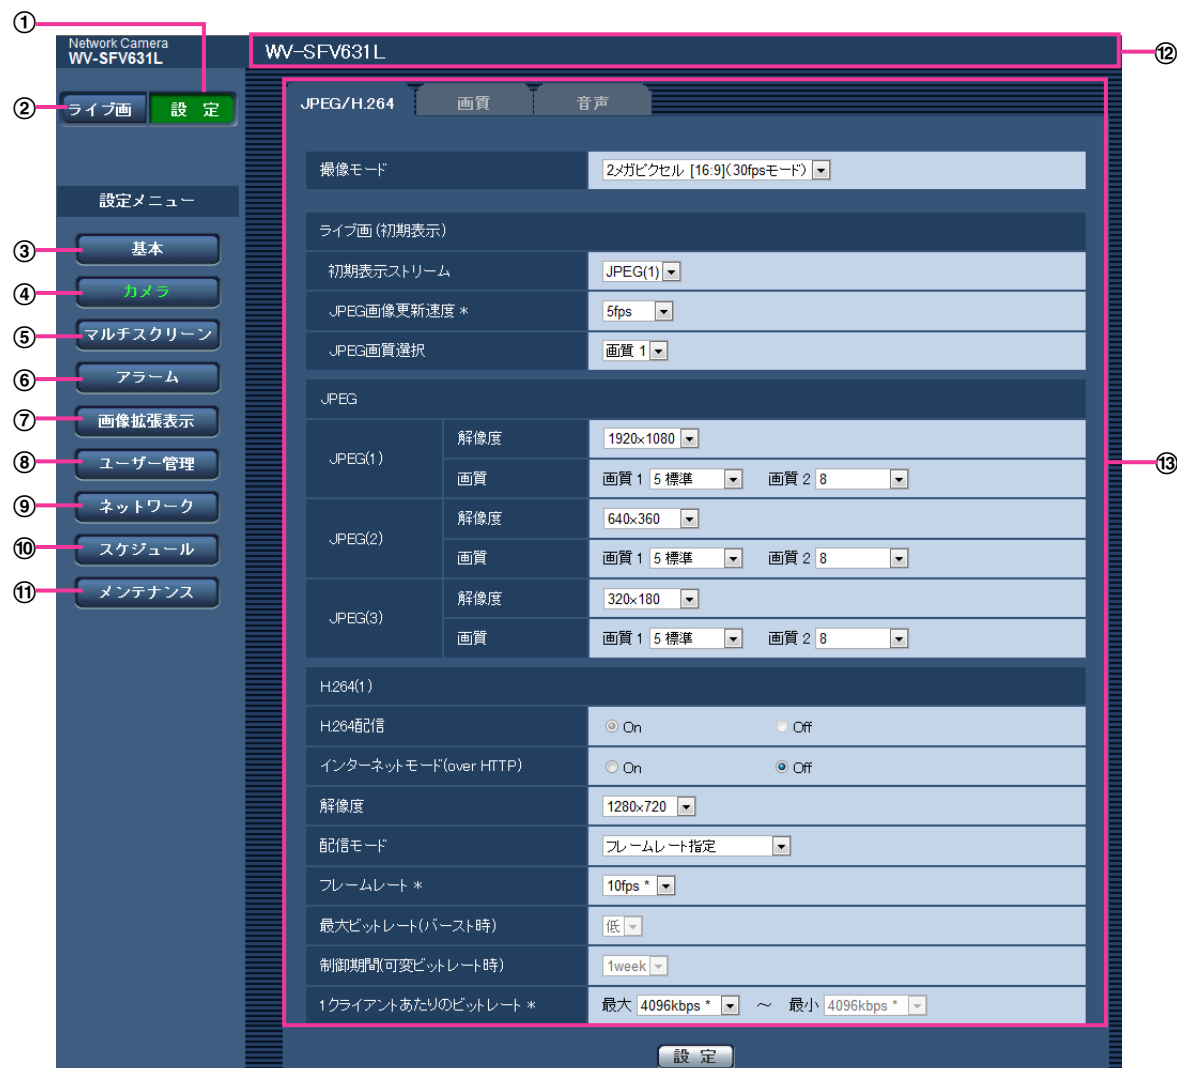 ①
Network Camera
WV-SFV631L
WV-SFV631L
⑫
②
ライブ画 設 定
JPEG/H.264 画質 音声
撮像モード 2メガピクセル [16:9](30fpsモード)
設定メニュー
ライブ画(初期表示)
③ 基本
初期表示ストリーム JPEG(1)
④ カメラ
JPEG画像更新速度 * 5fps
⑤ マルチスクリーン
JPEG画質選択 画質 1
⑥ アラーム
JPEG
⑦ 画像拡張表示
JPEG(1) 解像度 1920×1080
⑧ ユーザー管理
⑬
画質 画質 1 5 標準 画質 2 8
⑨ ネットワーク
JPEG(2) 解像度 640×360
⑩ スケジュール
画質 画質 1 5 標準 画質 2 8
⑪ メンテナンス
JPEG(3) 解像度 320×180
画質 画質 1 5 標準 画質 2 8
H.264(1)
H.264配信 On Off
インターネットモード(over HTTP) On Off
解像度 1280×720
配信モード フレームレート指定
フレームレート * 10fps *
最大ビットレート(バースト時) 低
制御期間(可変ビットレート時) 1week
1クライアントあたりのビットレート * 最大 4096kbps * ～ 最小 4096kbps *
設 定